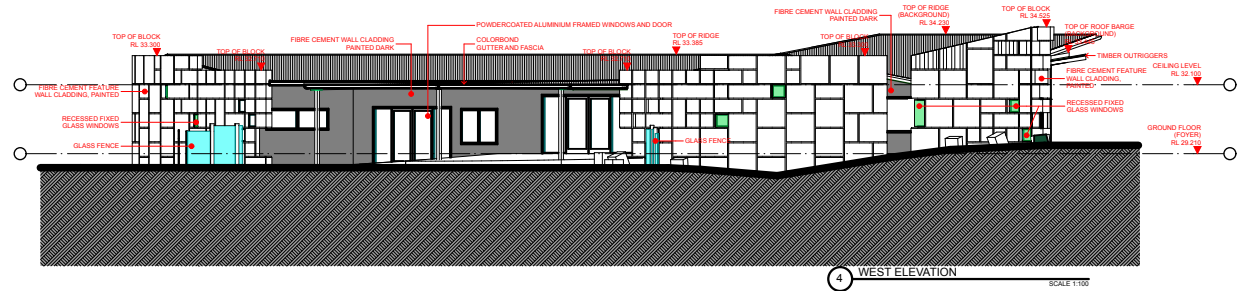 TOP OF BLOCK
RL 33.300
TOP OF BLOCK
FIBRE CEMENT WALL CLADDING
PAINTED DARK
POWDERCOATED ALUMINIUM FRAMED WINDOWS AND DOOR
COLORBOND
GUTTER AND FASCIA
TOP OF BLOCK
TOP OF RIDGE
RL 33.385
FIBRE CEMENT WALL CLADDING
PAINTED DARK
TOP OF BLOCK
TOP OF RIDGE
(BACKGROUND)
RL 34.230
TOP OF BLOCK
RL 34.525
TOP OF ROOF BARGE
(BACKGROUND)
TIMBER OUTRIGGERS
CEILING LEVEL
RL 32.100
FIBRE CEMENT FEATURE
WALL CLADDING,
PAINTED
RECESSED FIXED
GLASS WINDOWS
GROUND FLOOR
(FOYER)
RL 29.210
FIBRE CEMENT FEATURE
WALL CLADDING, PAINTED
RECESSED FIXED
GLASS WINDOWS
GLASS FENCE
GLASS FENCE
4
WEST ELEVATION
SCALE 1:100